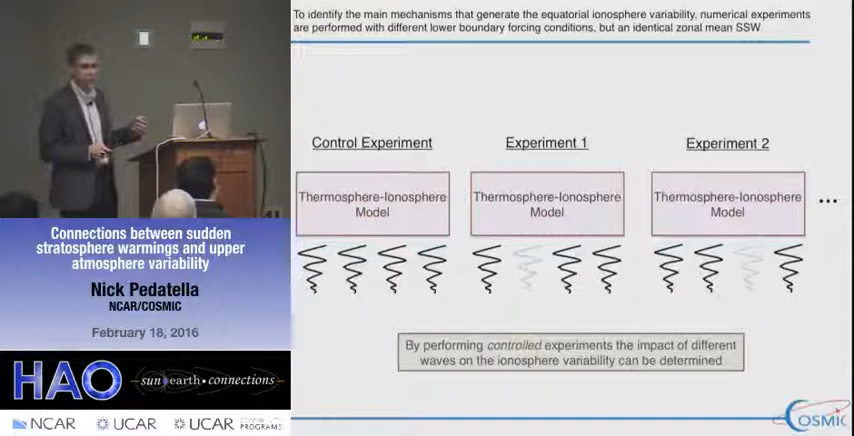 To identify the main mechanisms that generate the equatorial ionosphere variability, numerical experiments
are performed with different lower boundary forcing conditions, but an identical zonal mean SSW
Control Experiment
Experiment 1
Experiment 2
Thermosphere-Ionosphere
Model
Thermosphere-Ionosphere
Model
Thermosphere-Ionosphere
Model
...
By performing controlled experiments the impact of different
waves on the ionosphere variability can be determined
COSMIC
Connections between sudden
stratosphere warmings and upper
atmosphere variability
Nick Pedatella
NCAR/COSMIC
February 18, 2016
HAO
sun earth • connections
NCAR
UCAR
UCAR
PROGRAMS